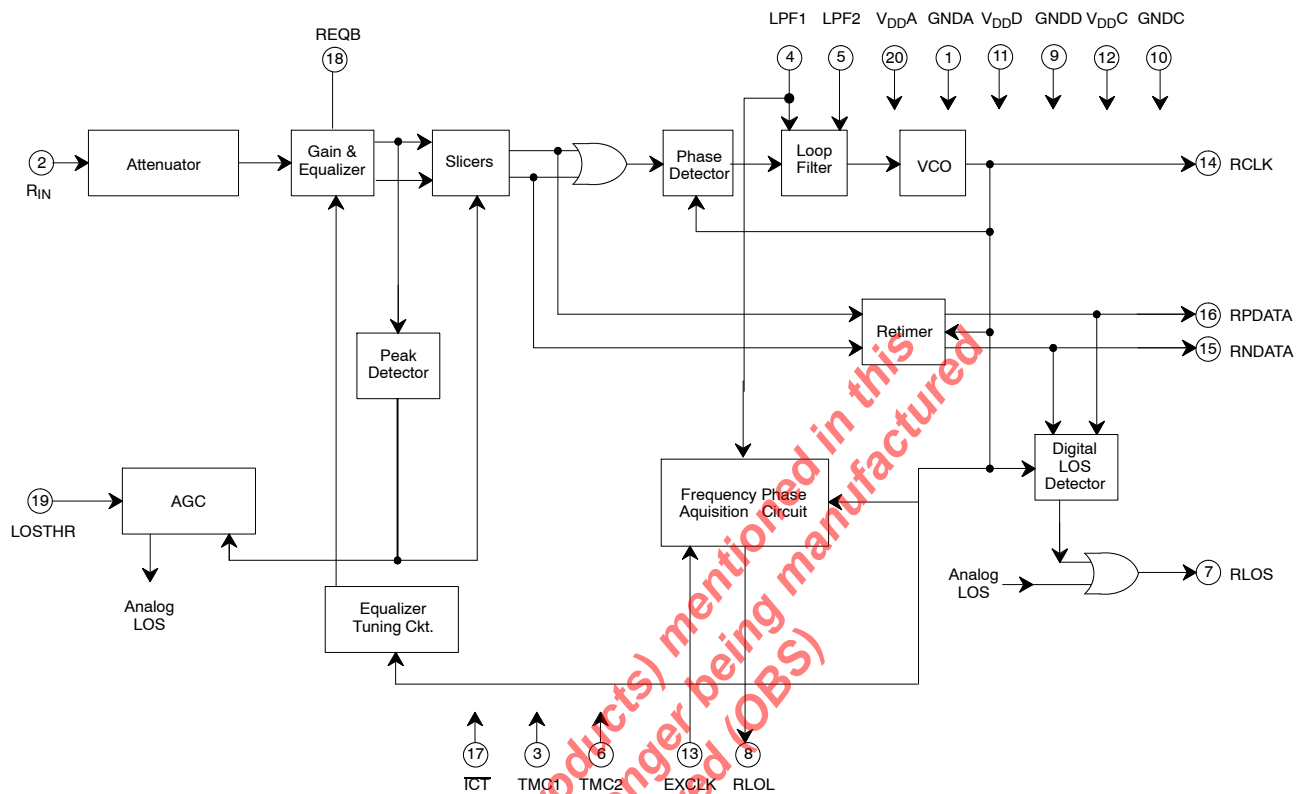 LPF1 LPF2 VDDA GNDA VDDD GNDD VDDC GNDC
REQB
18
4 5 20 1 11 9 12 10
2
RIN
Attenuator
Gain &
Equalizer
Slicers
Phase
Detector
Loop
Filter
VCO
14 RCLK
Retimer
16 RPDATA
15 RNDATA
Peak
Detector
19
LOSTHR
AGC
Analog
LOS
Frequency Phase
Aquisition Circuit
Digital
LOS
Detector
Analog
LOS
7 RLOS
Equalizer
Tuning Ckt.
17 3 6 13 8
ICT TMC1 TMC2 EXCLK RLOL
mentioned in this
being manufactured
(OBS)